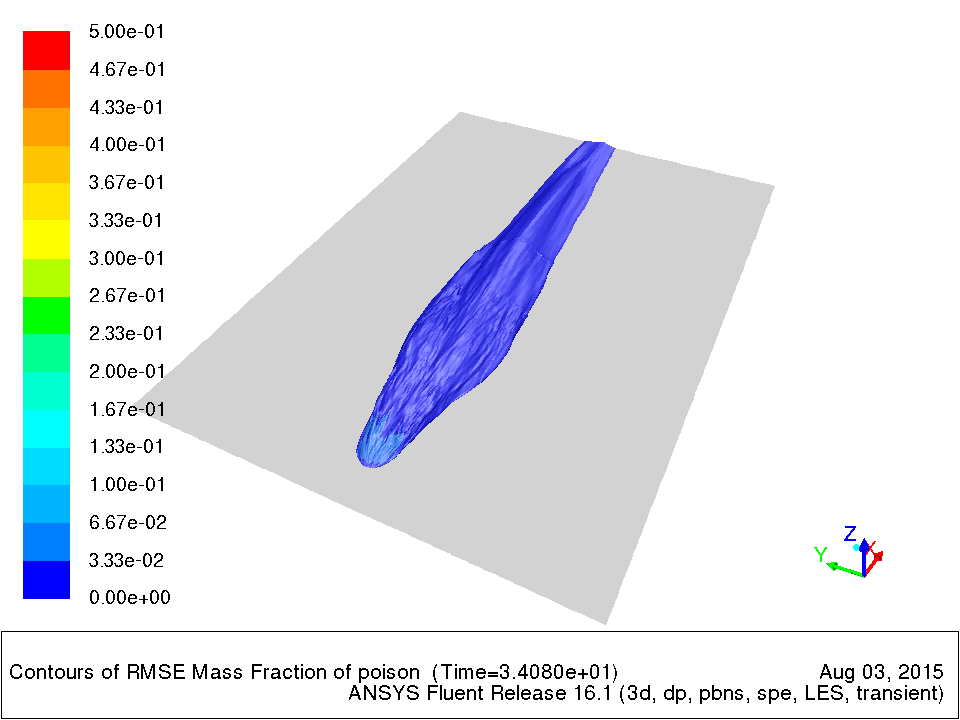 5.00e-01
4.67e-01
4.33e-01
4.00e-01
3.67e-01
3.33e-01
3.00e-01
2.67e-01
2.33e-01
2.00e-01
1.67e-01
1.33e-01
1.00e-01
6.67e-02
3.33e-02
0.00e+00
Z
Y
X
Contours of RMSE Mass Fraction of poison (Time=3.4080e+01)
Aug 03, 2015
ANSYS Fluent Release 16.1 (3d, dp, pbns, spe, LES, transient)